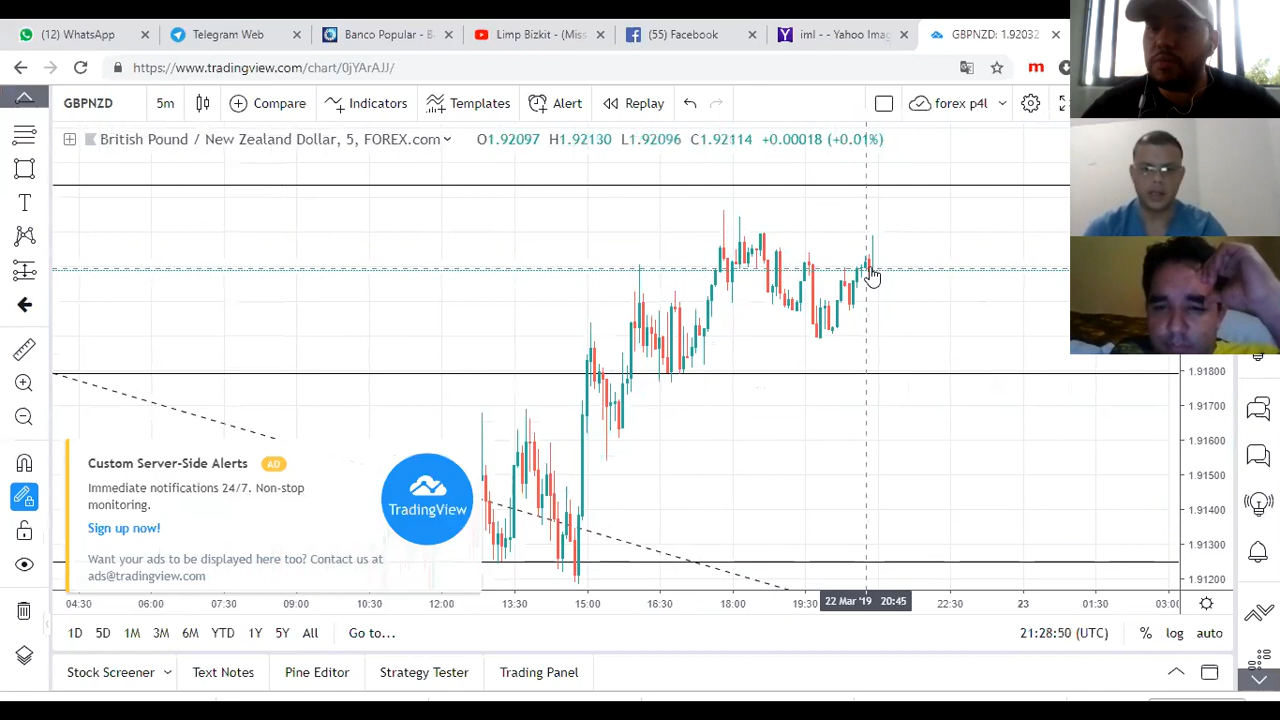 (12) WhatsApp
Telegram Web
Banco Popular - B
Limp Bizkit - (Mis
(55) Facebook
iml - - Yahoo Imag
GBPNZD: 1.92032
https://www.tradingview.com/chart/0jYArAJJ/
m
GBPNZD
5m
Compare
Indicators
Templates
Alert
Replay
forex p4l
British Pound / New Zealand Dollar, 5, FOREX.com
O1.92097 H1.92130 L1.92096 C1.92114 +0.00018 (+0.01%)
T
1.91800
1.91700
1.91600
1.91500
1.91400
1.91300
1.91200
Custom Server-Side Alerts AD
Immediate notifications 24/7. Non-stop
monitoring.
Sign up now!
Want your ads to be displayed here too? Contact us at
ads@tradingview.com
TradingView
04:30 06:00 07:30 09:00 10:30 12:00 13:30 15:00 16:30 18:00 19:30 22 Mar '19 20:45 22:30 23 01:30 03:00
1D 5D 1M 3M 6M YTD 1Y 5Y All Go to... 21:28:50 (UTC) % log auto
Stock Screener Text Notes Pine Editor Strategy Tester Trading Panel